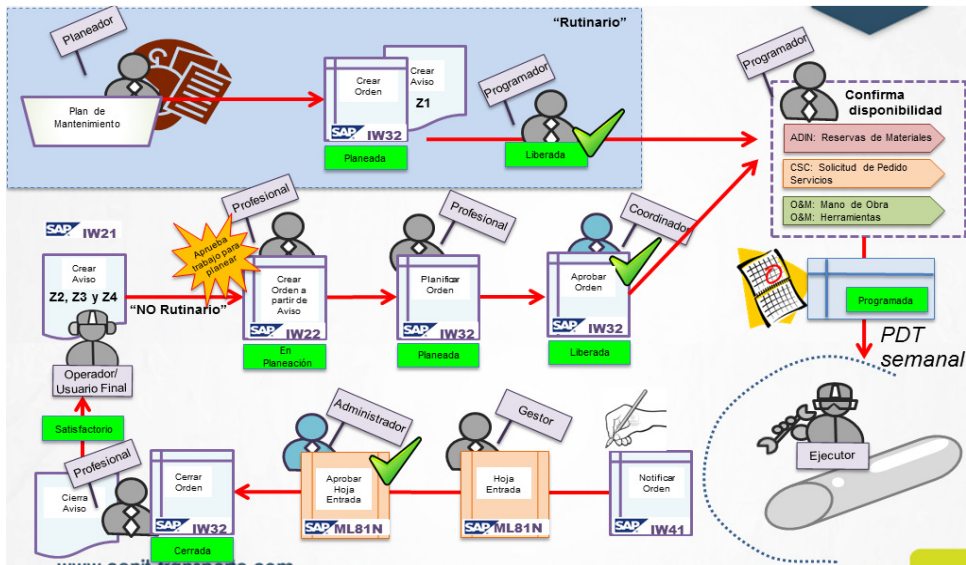 Planeador
"Rutinario"
Plan de
Mantenimiento
Crear
Orden
Crear
Aviso
Z1
SAP IW32
Planeada
Programador
Liberada
Programador
Confirma
disponibilidad
ADIN: Reservas de Materiales
CSC: Solicitud de Pedido
Servicios
O&M: Mano de Obra
O&M: Herramientas
SAP IW21
Crear
Aviso
Z2, Z3 y Z4
"NO Rutinario"
Operador/
Usuario Final
Aprueba
trabajo para
planear
Profesional
Crear
Orden a
partir de
Aviso
SAP IW22
En
Planeación
Profesional
Planificar
Orden
SAP IW32
Planeada
Coordinador
Aprobar
Orden
SAP IW32
Liberada
Programada
PDT
semanal
Ejecutor
Notificar
Orden
SAP IW41
Gestor
Hoja
Entrada
SAP ML81N
Administrador
Aprobar
Hoja
Entrada
SAP ML81N
Cerrar
Orden
SAP IW32
Cerrada
Profesional
Cierra
Aviso
Satisfactorio